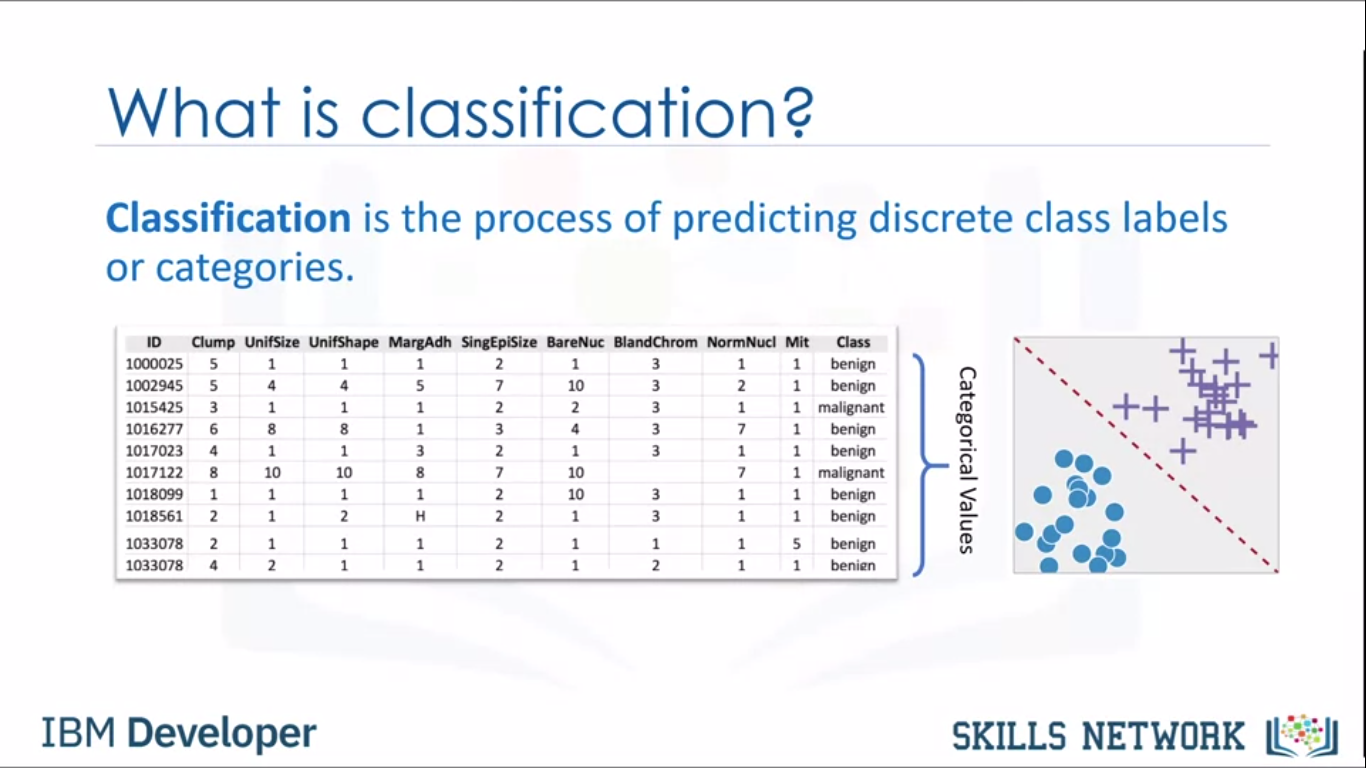 What is classification?
Classification is the process of predicting discrete class labels
or categories.
ID Clump UnifSize UnifShape MargAdh SingEpiSize BareNuc BlandChrom NormNucl Mit Class
1000025 5 1 1 1 2 1 3 1 1 benign
1002945 5 4 4 5 7 10 3 2 1 benign
1015425 3 1 1 1 2 2 3 1 1 malignant
1016277 6 8 8 1 3 4 3 7 1 benign
1017023 4 1 1 3 2 1 3 1 1 benign
1017122 8 10 10 8 7 10 7 1 malignant
1018099 1 1 1 1 2 10 3 1 1 benign
1018561 2 1 2 H 2 1 3 1 1 benign
1033078 2 1 1 1 2 1 1 1 5 benign
1033078 4 2 1 1 2 1 2 1 1 benign
Categorical Values
IBM Developer
SKILLS NETWORK